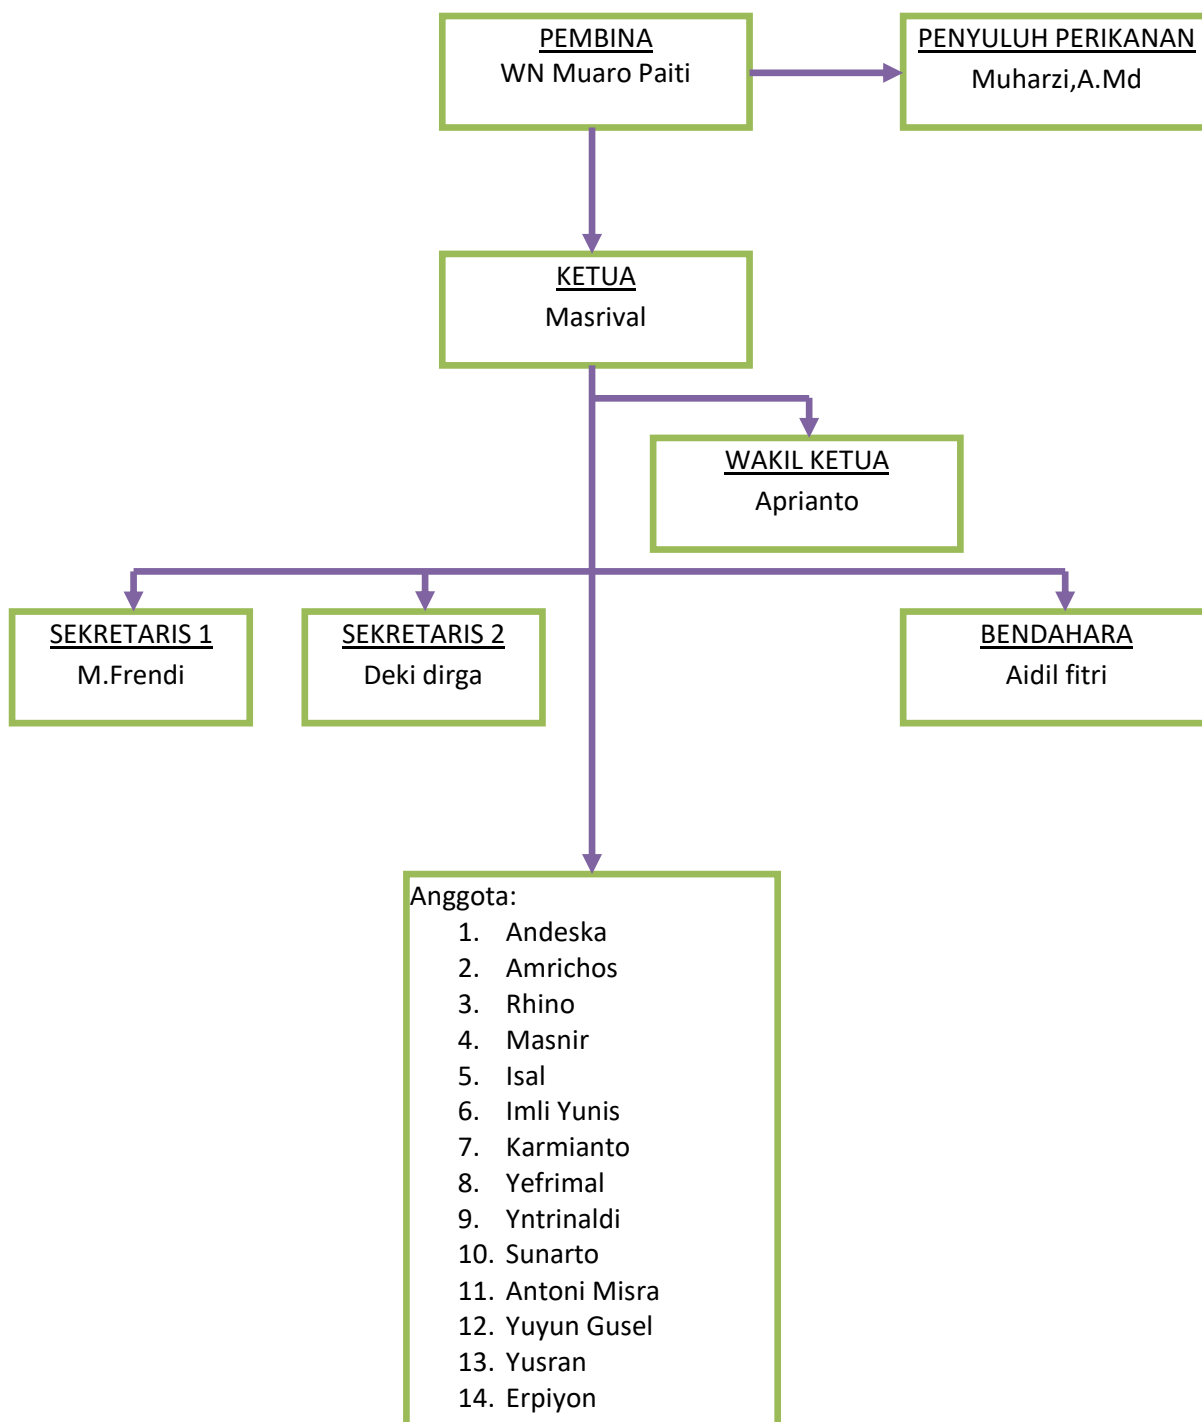 PEMBINA
WN Muaro Paiti
PENYULUH PERIKANAN
Muharzi,A.Md
KETUA
Masrival
WAKIL KETUA
Aprianto
SEKRETARIS 1
M.Frendi
SEKRETARIS 2
Deki dirga
BENDAHARA
Aidil fitri
Anggota:
1. Andeska
2. Amrichos
3. Rhino
4. Masnir
5. Isal
6. Imli Yunis
7. Karmianto
8. Yefrimal
9. Yntrinaldi
10. Sunarto
11. Antoni Misra
12. Yuyun Gusel
13. Yusran
14. Erpiyon